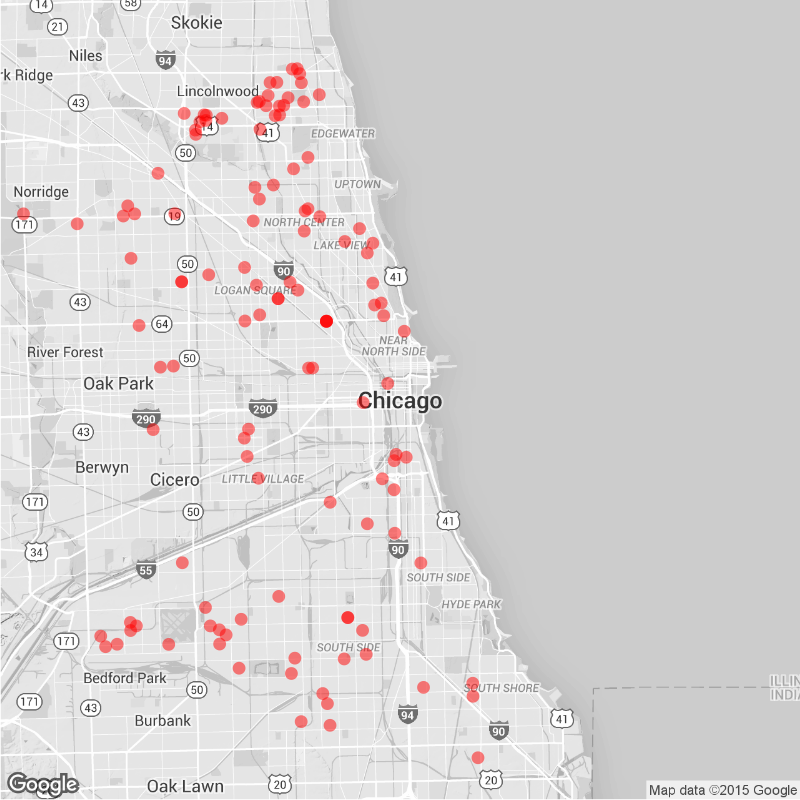 14
58
Skokie
21
Niles
94
rk Ridge
Lincolnwood
43
14
41
EDGEWATER
50
UPTOWN
Norridge
171
19
NORTH CENTER
LAKE VIEW
50
90
41
LOGAN SQUARE
43
64
NEAR
NORTH SIDE
River Forest
50
Oak Park
Chicago
290
290
43
Berwyn
Cicero
LITTLE VILLAGE
171
50
41
34
90
55
SOUTH SIDE
HYDE PARK
171
SOUTH SIDE
Bedford Park
50
SOUTH SHORE
ILLIN
INDIA
171
43
Burbank
94
41
90
Google
Oak Lawn
20
20
Map data ©2015 Google